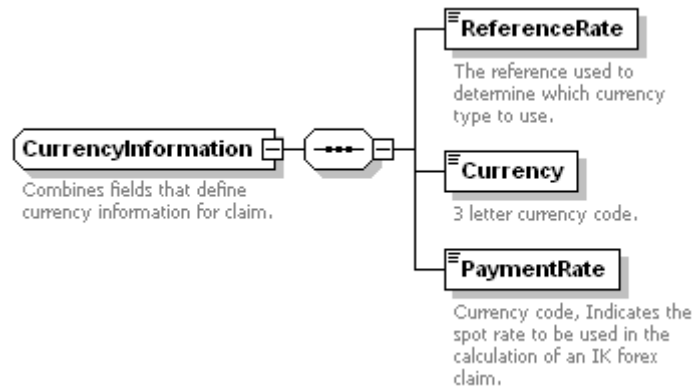 ReferenceRate
The reference used to
determine which currency
type to use.
CurrencyInformation
Combines fields that define
currency information for claim.
Currency
3 letter currency code.
PaymentRate
Currency code, Indicates the
spot rate to be used in the
calculation of an IK forex
claim.